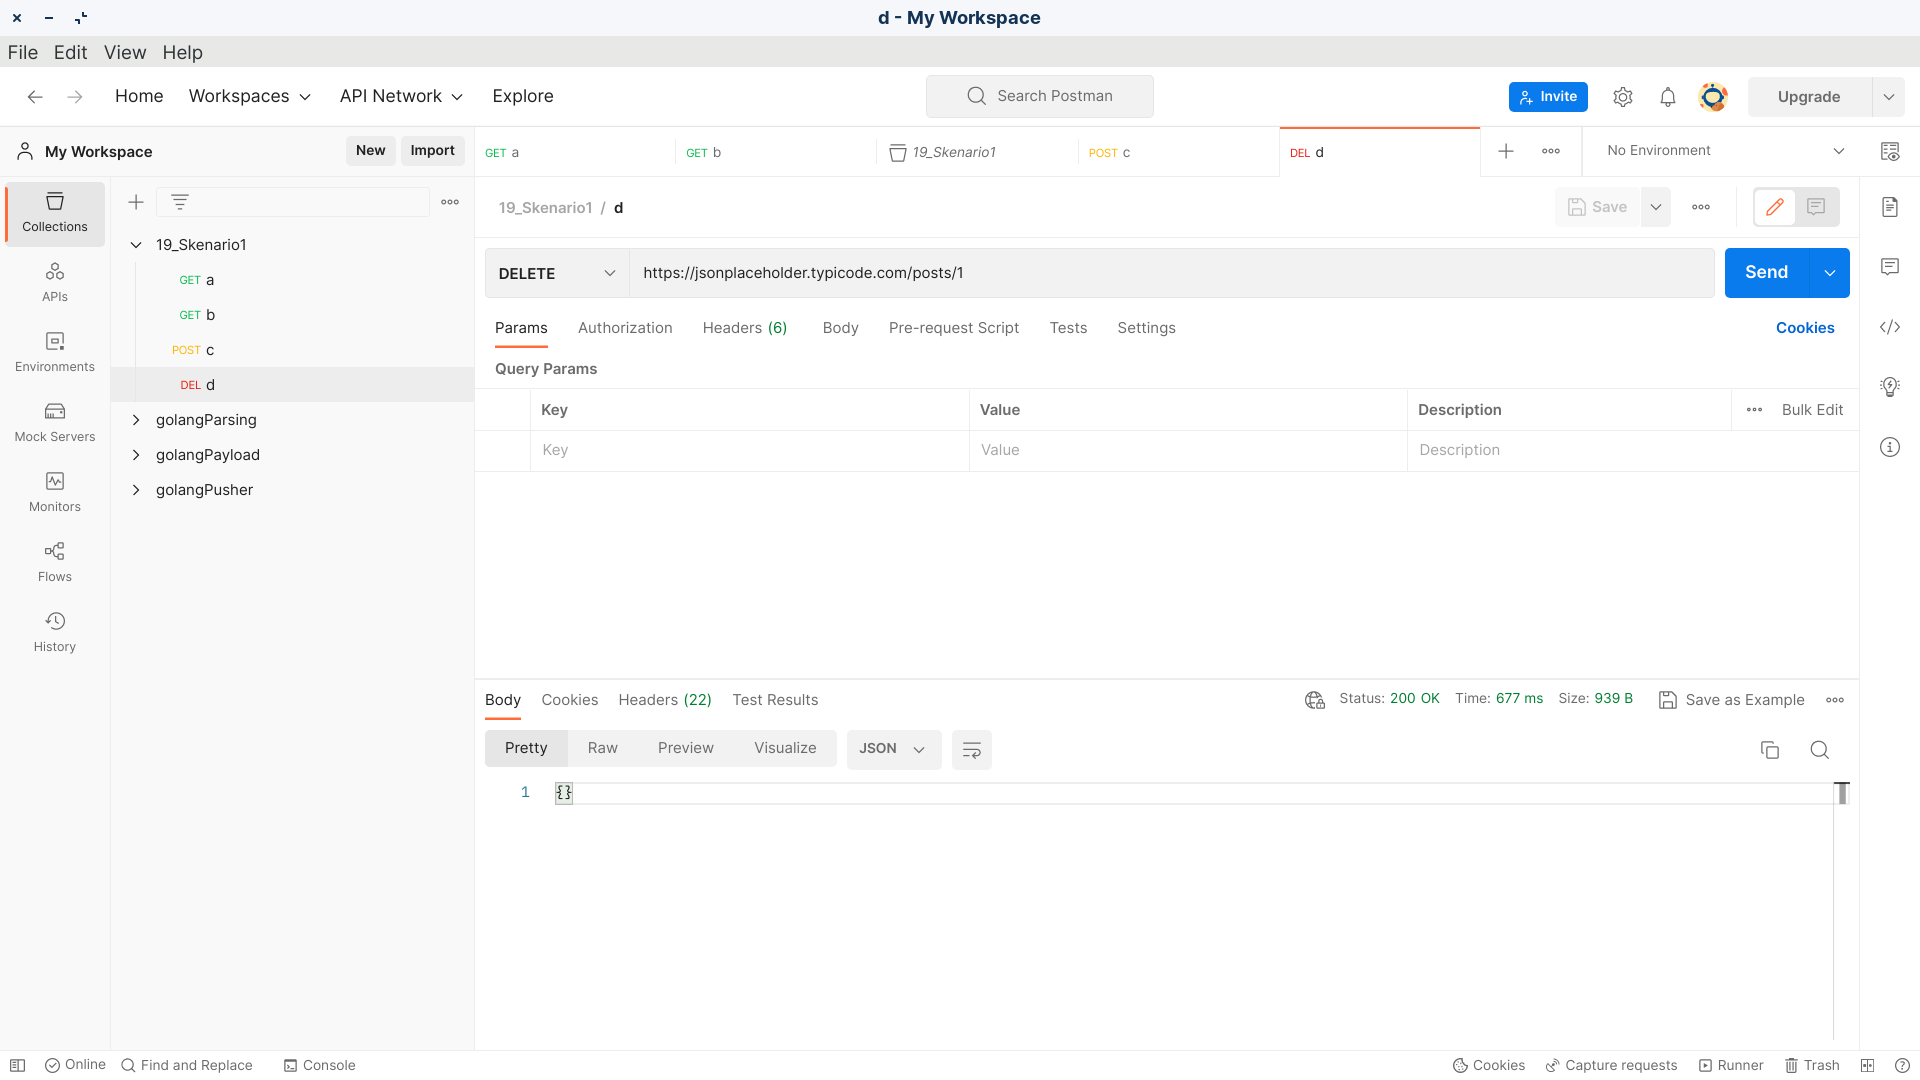 d - My Workspace
File Edit View Help
Home Workspaces API Network Explore Search Postman Invite Upgrade
My Workspace New Import GET a GET b 19_Skenario1 POST c DEL d No Environment
Collections
APIs
Environments
Mock Servers
Monitors
Flows
History
19_Skenario1
GET a
GET b
POST c
DEL d
golangParsing
golangPayload
golangPusher
19_Skenario1 / d Save
DELETE https://jsonplaceholder.typicode.com/posts/1 Send
Params Authorization Headers (6) Body Pre-request Script Tests Settings Cookies
Query Params
Key Value Description Bulk Edit
Key Value Description
Body Cookies Headers (22) Test Results Status: 200 OK Time: 677 ms Size: 939 B Save as Example
Pretty Raw Preview Visualize JSON
1 {}
Online Find and Replace Console Cookies Capture requests Runner Trash